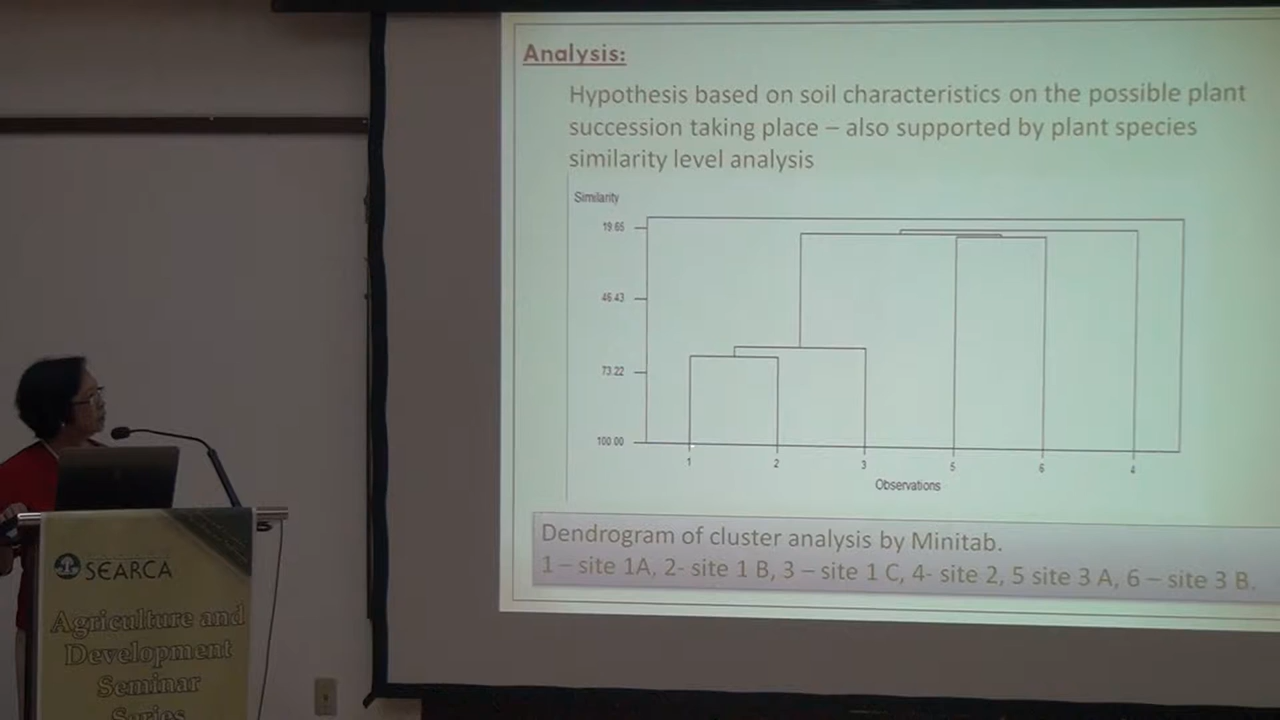 Analysis:
Hypothesis based on soil characteristics on the possible plant
succession taking place – also supported by plant species
similarity level analysis
Similarity
19.65
46.43
73.22
100.00
1 2 3 5 6 4
Observations
Dendrogram of cluster analysis by Minitab.
1 – site 1A, 2- site 1 B, 3 – site 1 C, 4- site 2, 5 site 3 A, 6 – site 3 B.
SEARCA
Agriculture and
Development
Seminar
Series